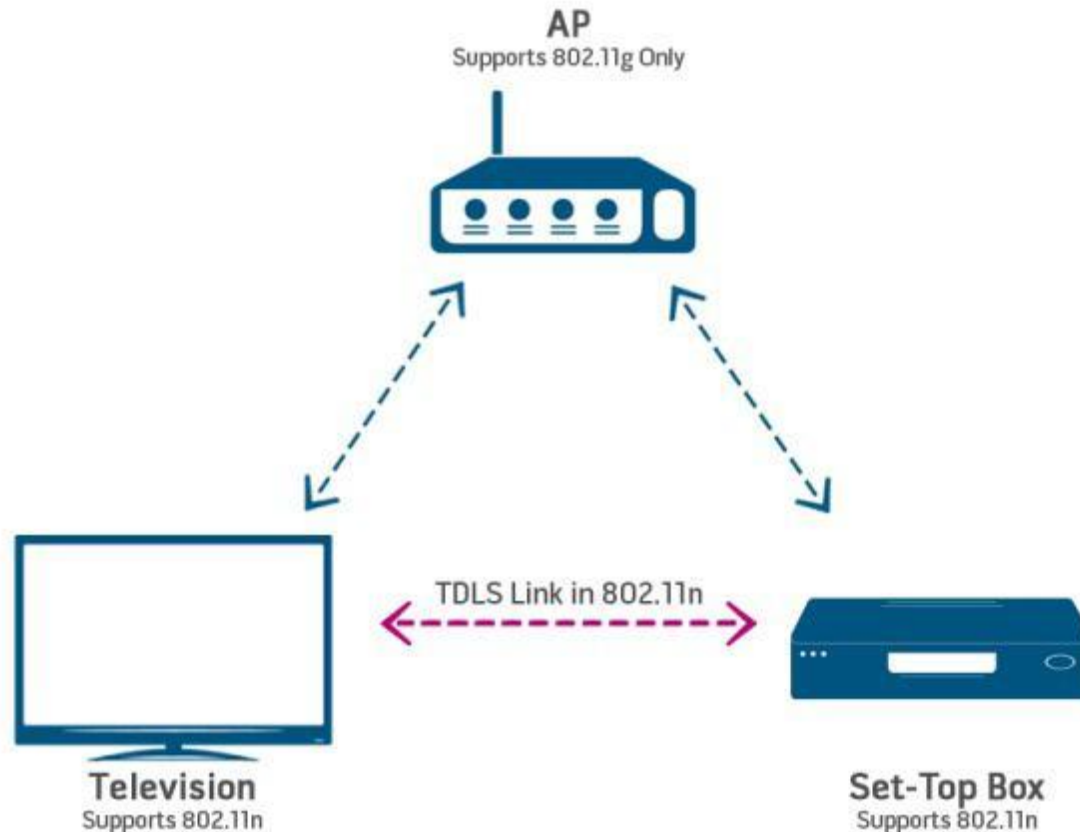 AP
Supports 802.11g Only
TDLS Link in 802.11n
Television
Supports 802.11n
Set-Top Box
Supports 802.11n